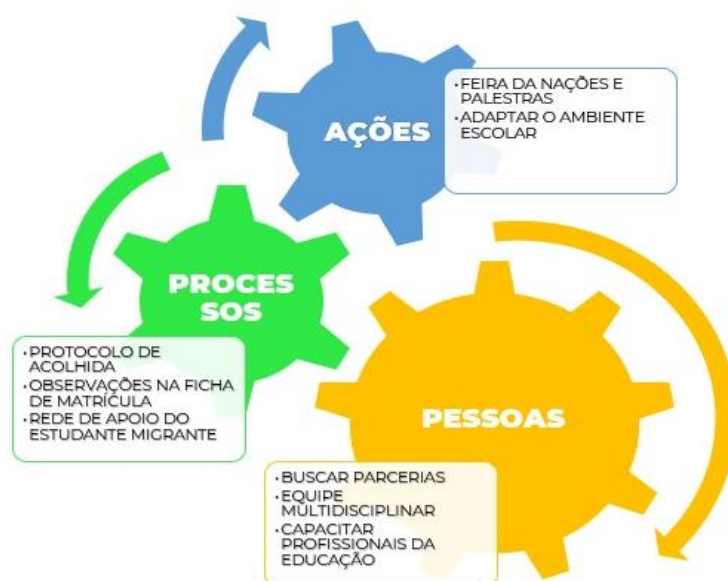 AÇÕES
•FEIRA DA NAÇÕES E
PALESTRAS
•ADAPTAR O AMBIENTE
ESCOLAR
PROCES
SOS
•PROTOCOLO DE
ACOLHIDA
•OBSERVAÇÕES NA FICHA
DE MATRÍCULA
•REDE DE APOIO DO
ESTUDANTE MIGRANTE
PESSOAS
•BUSCAR PARCERIAS
•EQUIPE
MULTIDISCIPLINAR
•CAPACITAR
PROFISSIONAIS DA
EDUCAÇÃO